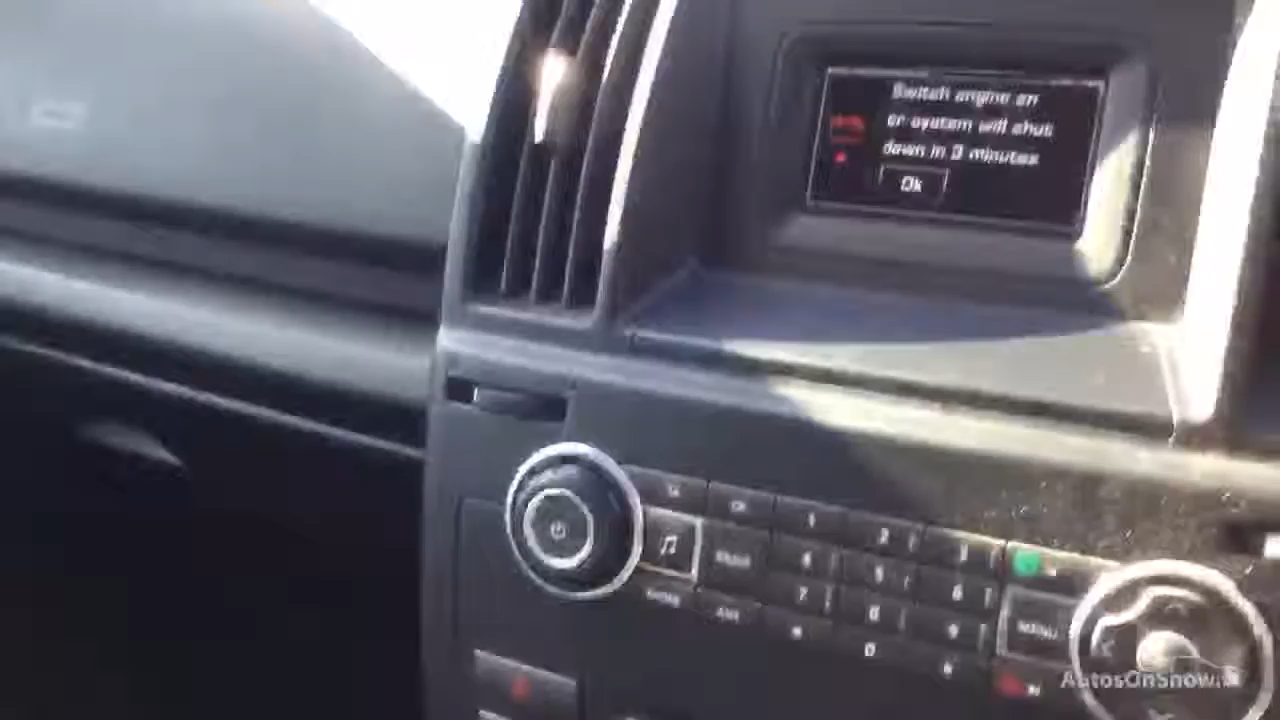 Switch engine on
or system will shut
down in 3 minutes
Ok
1
2
3
4
5
6
7
8
9
0
MENU
AutosOnShow